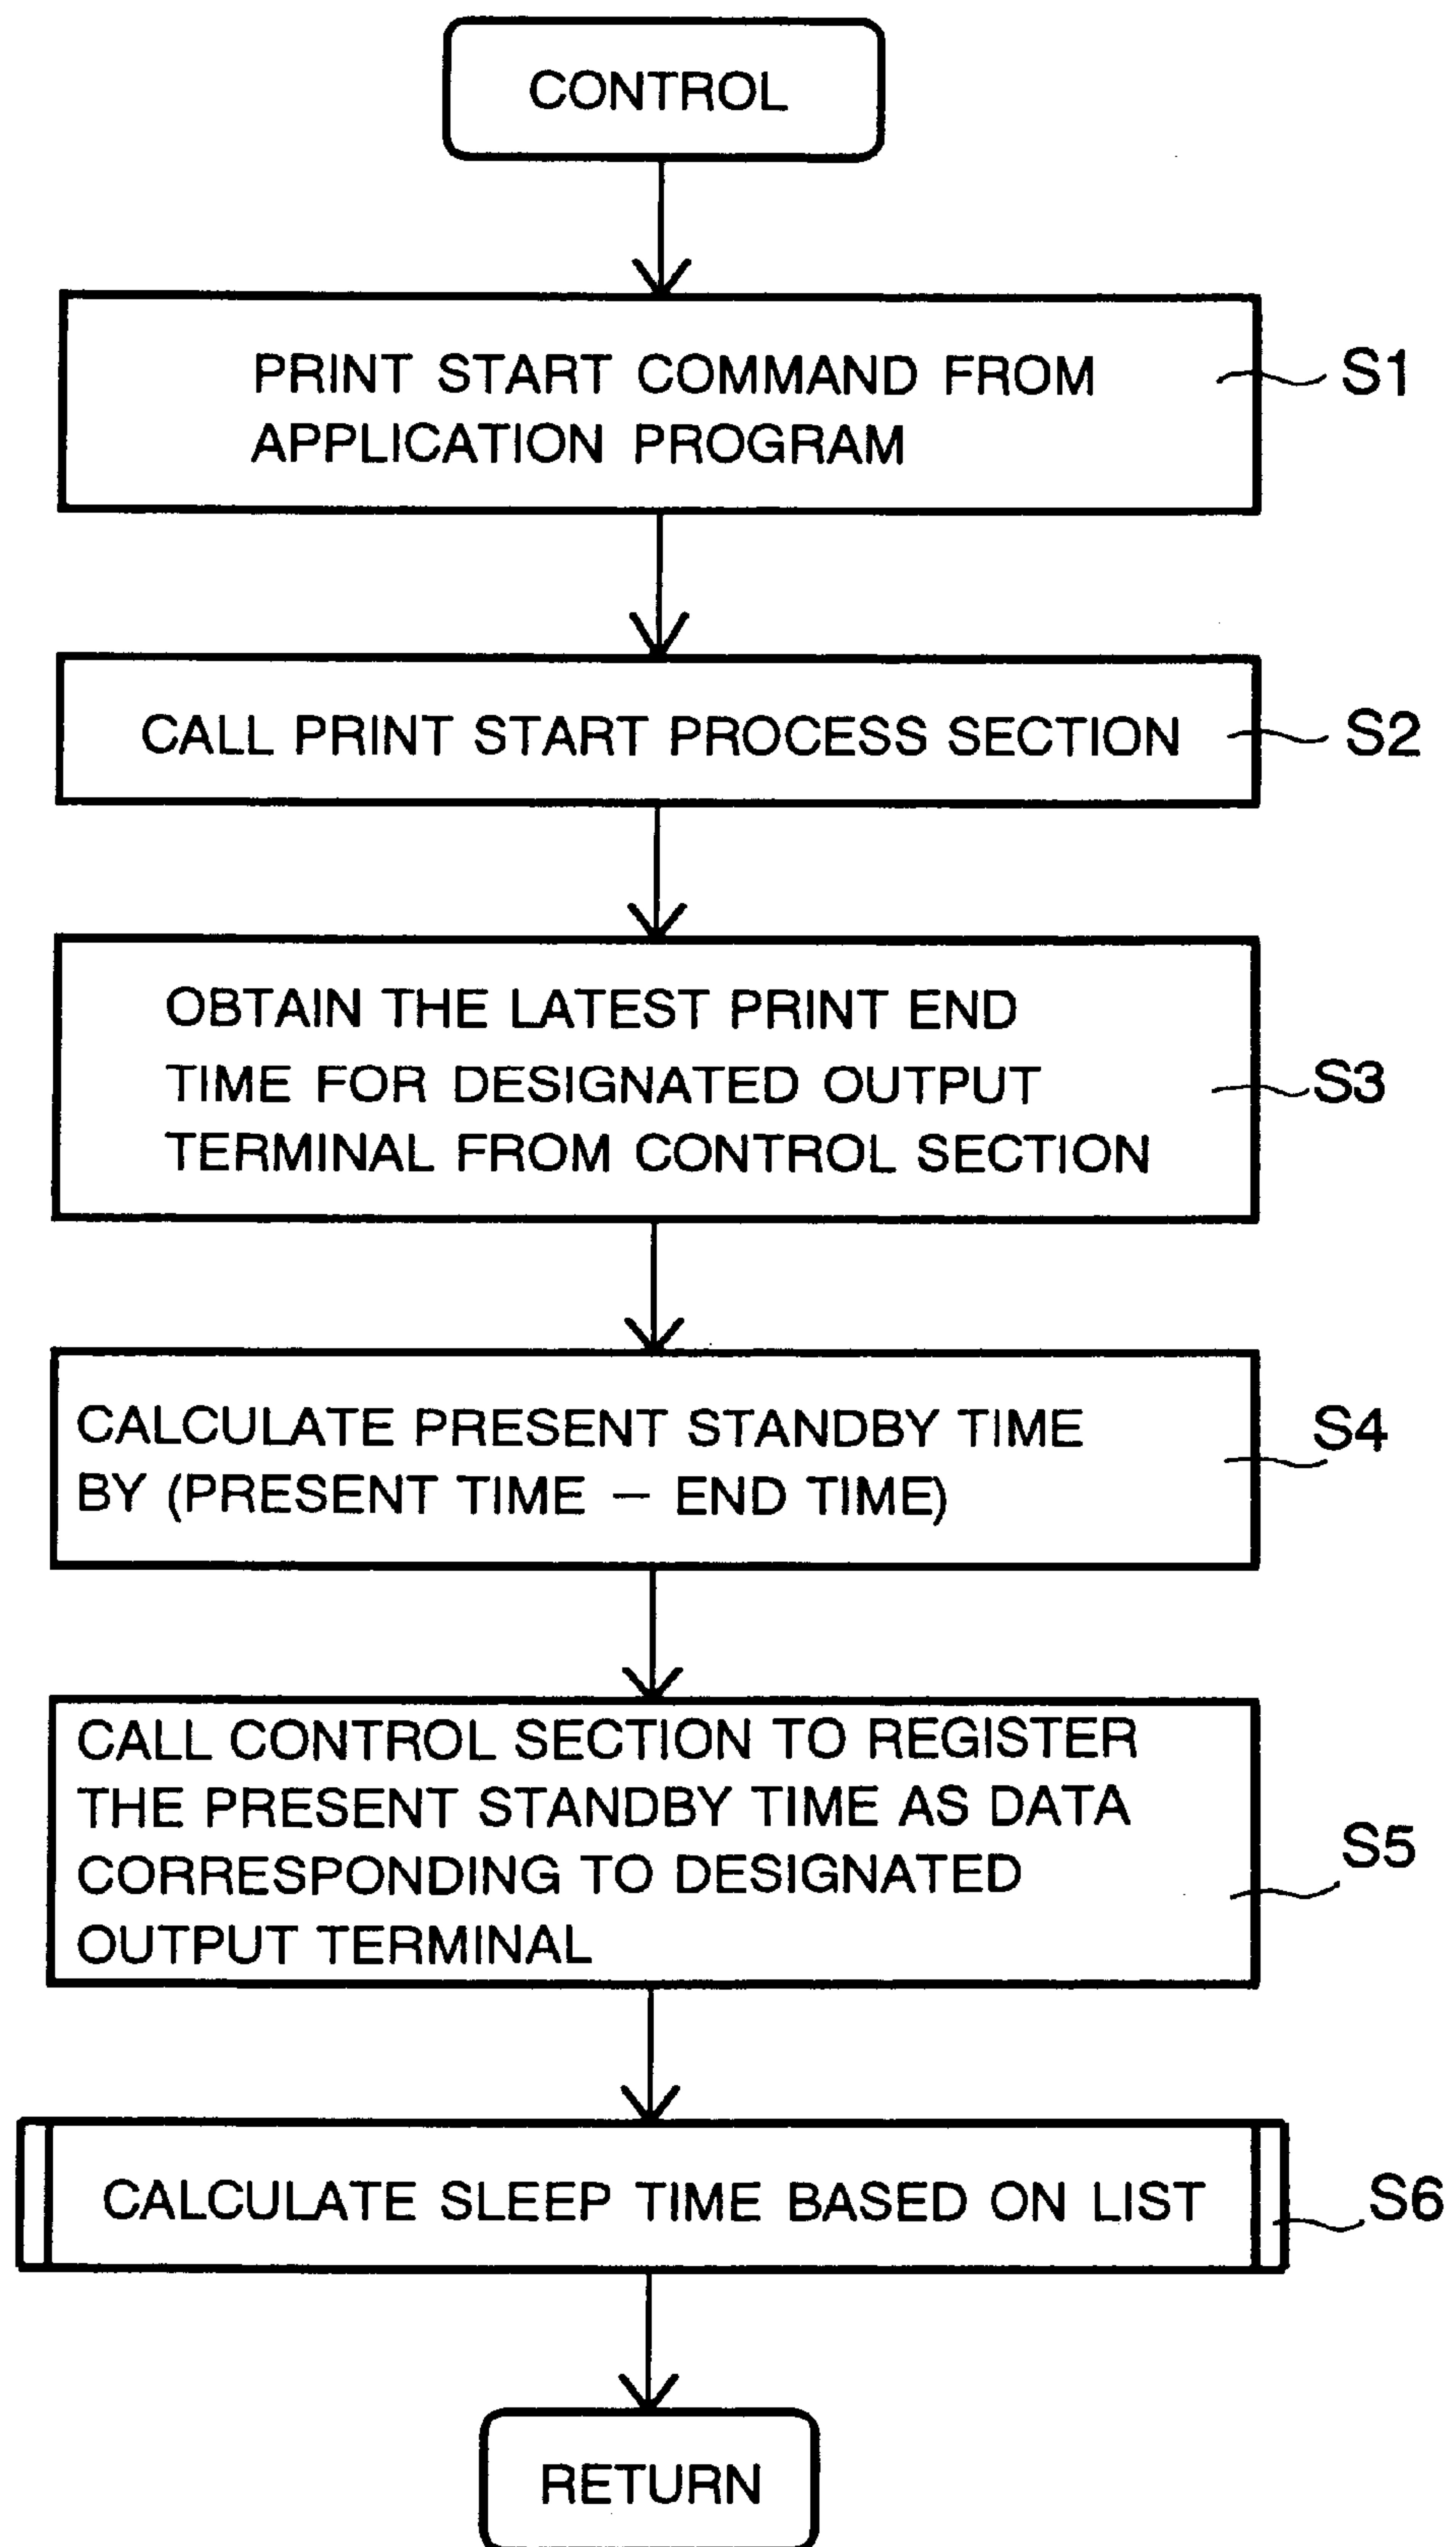 CONTROL
PRINT START COMMAND FROM
APPLICATION PROGRAM
S1
CALL PRINT START PROCESS SECTION
S2
OBTAIN THE LATEST PRINT END
TIME FOR DESIGNATED OUTPUT
TERMINAL FROM CONTROL SECTION
S3
CALCULATE PRESENT STANDBY TIME
BY (PRESENT TIME — END TIME)
S4
CALL CONTROL SECTION TO REGISTER
THE PRESENT STANDBY TIME AS DATA
CORRESPONDING TO DESIGNATED
OUTPUT TERMINAL
S5
CALCULATE SLEEP TIME BASED ON LIST
S6
RETURN